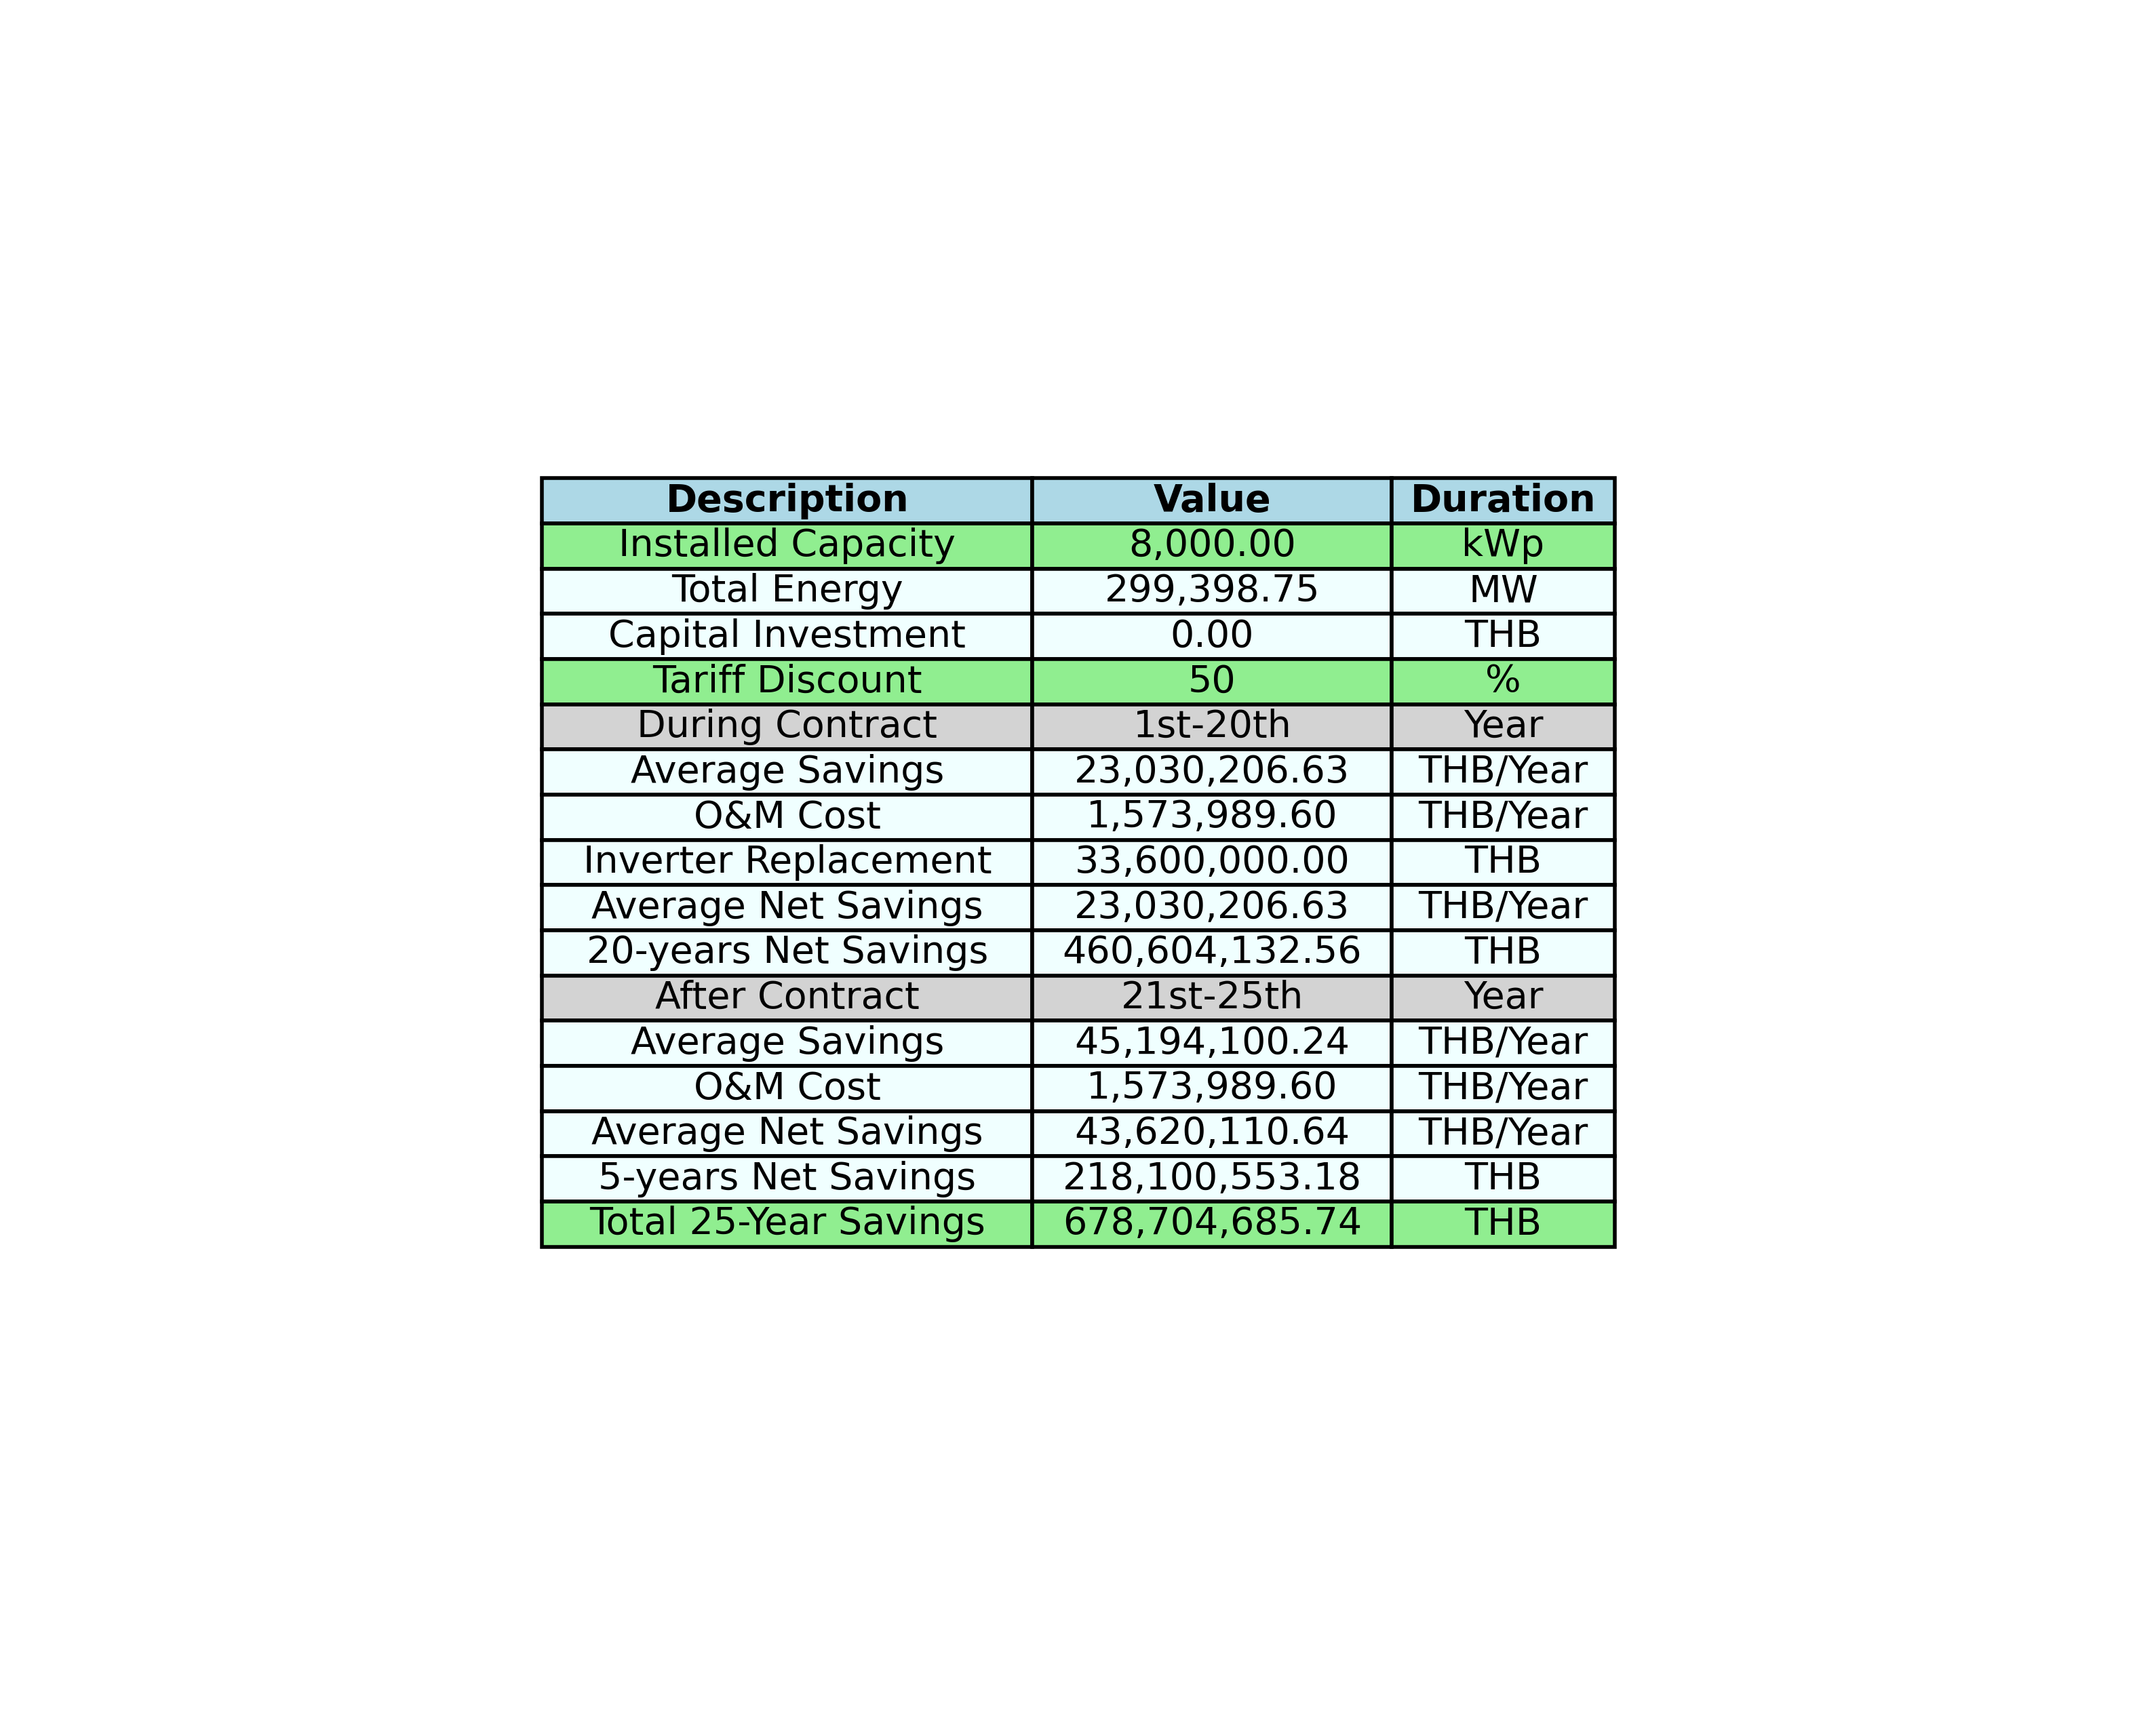 Description Value Duration
Installed Capacity 8,000.00 kWp
Total Energy 299,398.75 MW
Capital Investment 0.00 THB
Tariff Discount 50 %
During Contract 1st-20th Year
Average Savings 23,030,206.63 THB/Year
O&M Cost 1,573,989.60 THB/Year
Inverter Replacement 33,600,000.00 THB
Average Net Savings 23,030,206.63 THB/Year
20-years Net Savings 460,604,132.56 THB
After Contract 21st-25th Year
Average Savings 45,194,100.24 THB/Year
O&M Cost 1,573,989.60 THB/Year
Average Net Savings 43,620,110.64 THB/Year
5-years Net Savings 218,100,553.18 THB
Total 25-Year Savings 678,704,685.74 THB